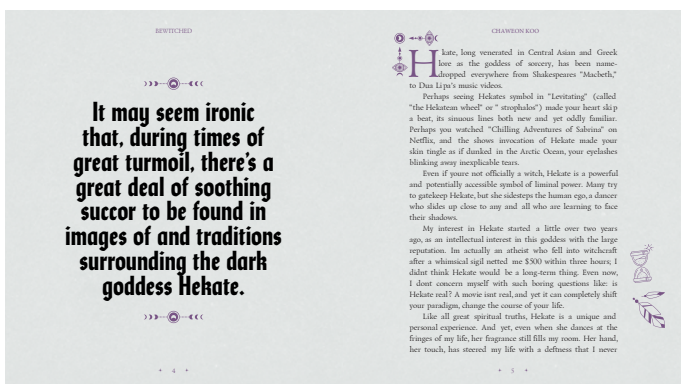 BEWITCHED
It may seem ironic
that, during times of
great turmoil, there's a
great deal of soothing
succor to be found in
images of and traditions
surrounding the dark
goddess Hekate.
4
CHAWEON KOO
Hkate, long venerated in Central Asian and Greek
lore as the goddess of sorcery, has been name-
dropped everywhere from Shakespeares "Macbeth,"
to Dua Lipa's music videos.
Perhaps seeing Hekates symbol in "Levitating" (called
"the Hekatean wheel" or " strophalos") made your heart skip
a beat, its sinuous lines both new and yet oddly familiar.
Perhaps you watched "Chilling Adventures of Sabrina" on
Netflix, and the shows invocation of Hekate made your
skin tingle as if dunked in the Arctic Ocean, your eyelashes
blinking away inexplicable tears.
Even if youre not officially a witch, Hekate is a powerful
and potentially accessible symbol of liminal power. Many try
to gatekeep Hekate, but she sidesteps the human ego, a dancer
who slides up close to any and all who are learning to face
their shadows.
My interest in Hekate started a little over two years
ago, as an intellectual interest in this goddess with the large
reputation. Im actually an atheist who fell into witchcraft
after a whimsical sigil netted me $500 within three hours; I
didnt think Hekate would be a long-term thing. Even now,
I dont concern myself with such boring questions like: is
Hekate real? A movie isnt real, and yet it can completely shift
your paradigm, change the course of your life.
Like all great spiritual truths, Hekate is a unique and
personal experience. And yet, even when she dances at the
fringes of my life, her fragrance still fills my room. Her hand,
her touch, has steered my life with a deftness that I never
5